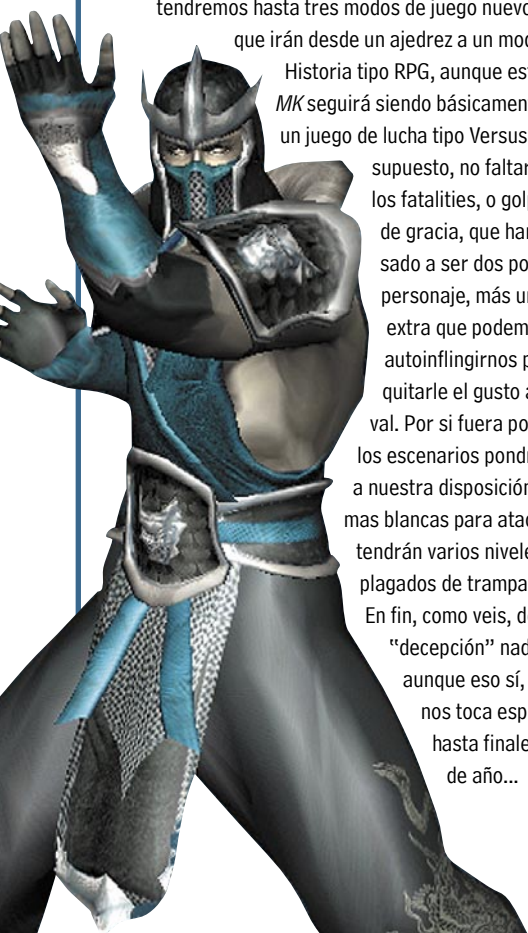 tendremos hasta tres modos de juego nuevo
que irán desde un ajedrez a un mod
Historia tipo RPG, aunque est
MK seguirá siendo básicamen
un juego de lucha tipo Versus
supuesto, no faltar
los fatalities, o golp
de gracia, que han
sado a ser dos po
personaje, más un
extra que podem
autoinflingirnos p
quitarle el gusto a
val. Por si fuera po
los escenarios pondr
a nuestra disposición
mas blancas para atac
tendrán varios nivele
plagados de trampa
En fin, como veis, d
"decepción" nad
aunque eso sí,
nos toca esp
hasta finale
de año...